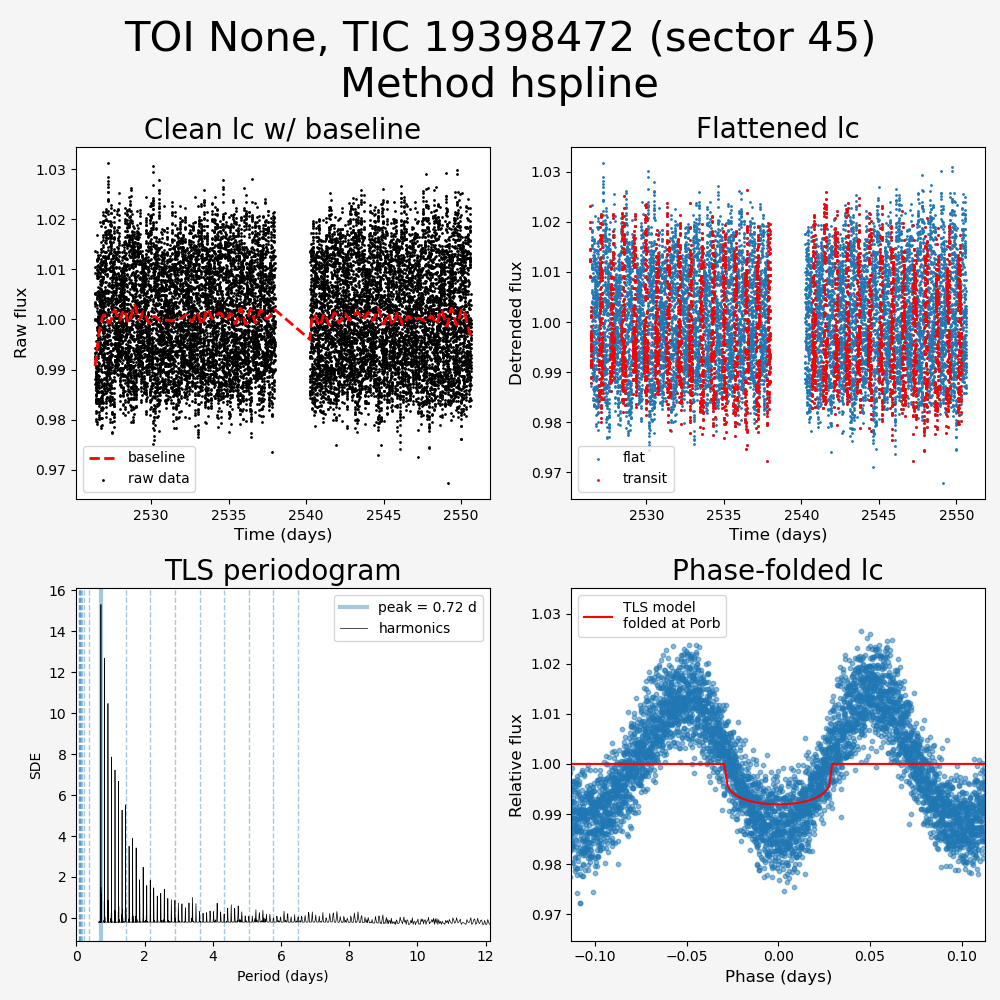 TOI None, TIC 19398472 (sector 45)
Method hspline
Clean lc w/ baseline
Raw flux
1.03
1.02
1.01
1.00
0.99
0.98
0.97
baseline
raw data
2530
2535
2540
2545
2550
Time (days)
Flattened lc
Detrended flux
1.03
1.02
1.01
1.00
0.99
0.98
0.97
flat
transit
2530
2535
2540
2545
2550
Time (days)
TLS periodogram
SDE
16
14
12
10
8
6
4
2
0
peak = 0.72 d
harmonics
0
2
4
6
8
10
12
Period (days)
Phase-folded lc
Relative flux
1.03
1.02
1.01
1.00
0.99
0.98
0.97
TLS model
folded at Porb
−0.10
−0.05
0.00
0.05
0.10
Phase (days)